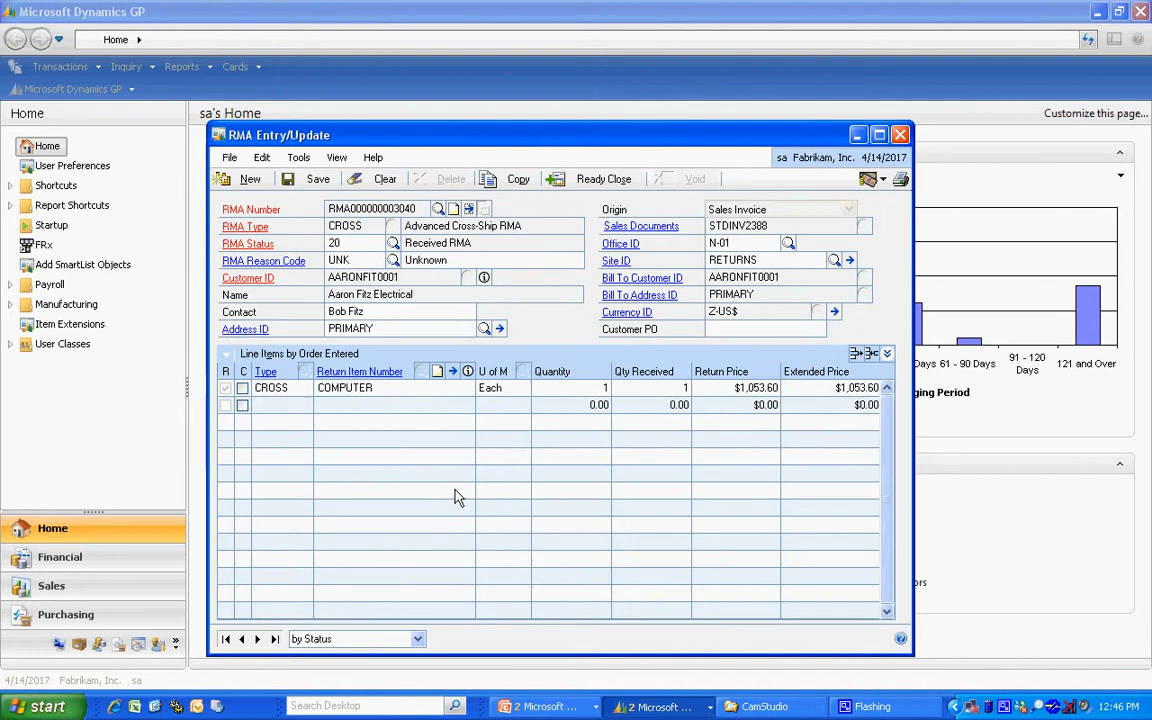 Microsoft Dynamics GP
Home
Transactions Inquiry Reports Cards
Microsoft Dynamics GP
Home
sa's Home
Customize this page...
Home
User Preferences
Shortcuts
Report Shortcuts
Startup
FRx
Add SmartList Objects
Payroll
Manufacturing
Item Extensions
User Classes
RMA Entry/Update
File Edit Tools View Help
sa Fabrikam, Inc. 4/14/2017
New Save Clear Delete Copy Ready Close Void
RMA Number RMA000000003040 Origin Sales Invoice
RMA Type CROSS Advanced Cross-Ship RMA Sales Documents STDINV2388
RMA Status 20 Received RMA Office ID N-01
RMA Reason Code UNK Unknown Site ID RETURNS
Customer ID AARONFIT0001 Bill To Customer ID AARONFIT0001
Name Aaron Fitz Electrical Bill To Address ID PRIMARY
Contact Bob Fitz Currency ID Z-US$
Address ID PRIMARY Customer PO
Line Items by Order Entered
R C Type Return Item Number U of M Quantity Qty Received Return Price Extended Price
CROSS COMPUTER Each 1 1 $1,053.60 $1,053.60
0.00 0.00 $0.00 $0.00
by Status
Days 61 - 90 Days 91 - 120 Days 121 and Over
ging Period
ors
Home
Financial
Sales
Purchasing
4/14/2017 Fabrikam, Inc. sa
start
Search Desktop
2 Microsoft ...
2 Microsoft ...
CamStudio
Flashing
12:46 PM